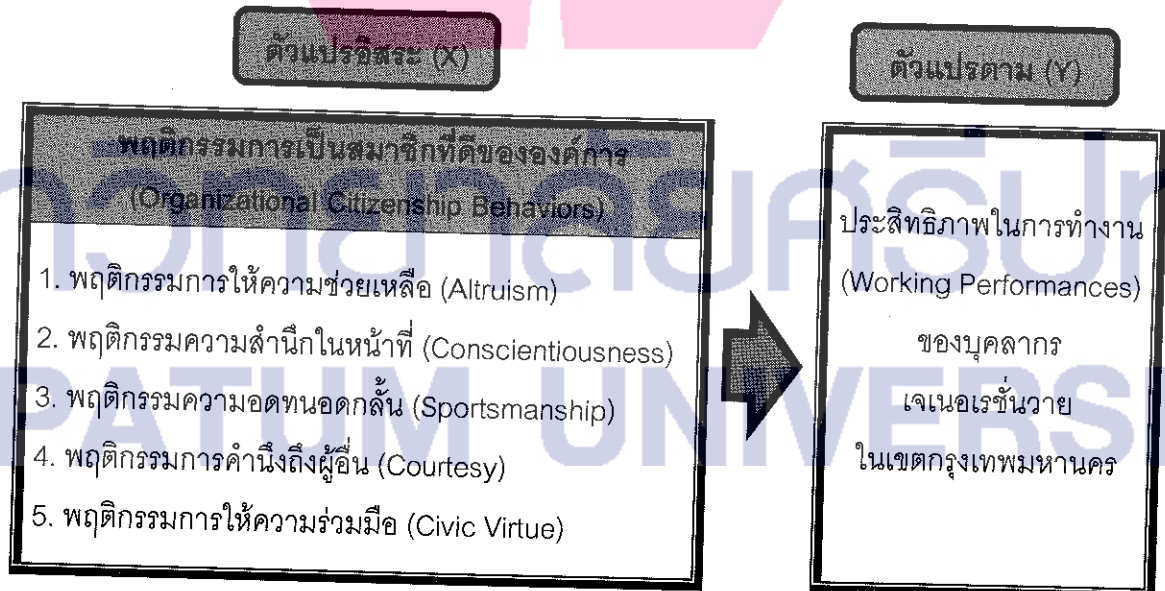 ตัวแปรอิสระ (X)
พฤติกรรมการเป็นสมาชิกที่ดีขององค์การ
(Organizational Citizenship Behaviors)
1. พฤติกรรมการให้ความช่วยเหลือ (Altruism)
2. พฤติกรรมความสำนึกในหน้าที่ (Conscientiousness)
3. พฤติกรรมความอดทนอดกลั้น (Sportsmanship)
4. พฤติกรรมการคำนึงถึงผู้อื่น (Courtesy)
5. พฤติกรรมการให้ความร่วมมือ (Civic Virtue)
ตัวแปรตาม (Y)
ประสิทธิภาพในการทำงาน
(Working Performances)
ของบุคลากร
เจเนอเรชั่นวาย
ในเขตกรุงเทพมหานคร
PATUM